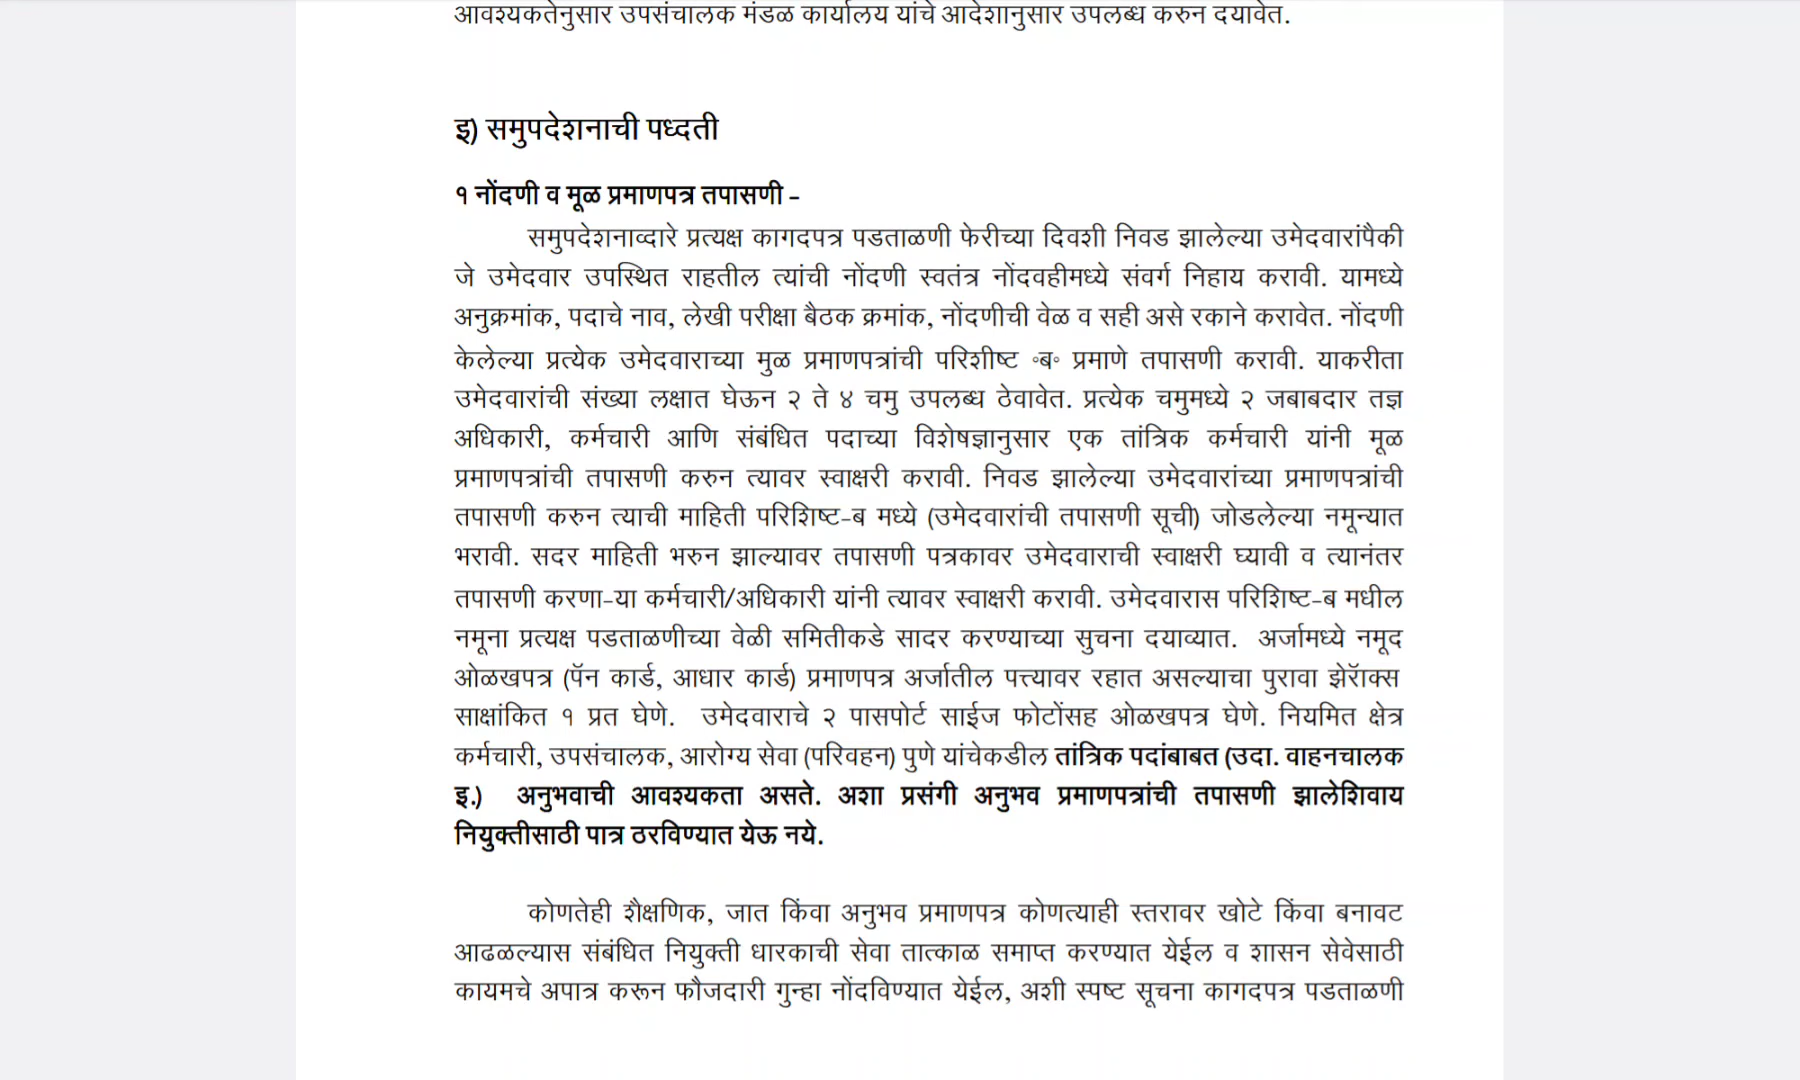 आवश्यकतेनुसार उपसंचालक मंडळ कार्यालय यांचे आदेशानुसार उपलब्ध करुन दयावेत.
इ) समुपदेशनाची पध्दती
१ नोंदणी व मूळ प्रमाणपत्र तपासणी –
समुपदेशनाव्दारे प्रत्यक्ष कागदपत्र पडताळणी फेरीच्या दिवशी निवड झालेल्या उमेदवारांपैकी
जे उमेदवार उपस्थित राहतील त्यांची नोंदणी स्वतंत्र नोंदवहीमध्ये संवर्ग निहाय करावी. यामध्ये
अनुक्रमांक, पदाचे नाव, लेखी परीक्षा बैठक क्रमांक, नोंदणीची वेळ व सही असे रकाने करावेत. नोंदणी
केलेल्या प्रत्येक उमेदवाराच्या मुळ प्रमाणपत्रांची परिशीष्ट ॰ब॰ प्रमाणे तपासणी करावी. याकरीता
उमेदवारांची संख्या लक्षात घेऊन २ ते ४ चमु उपलब्ध ठेवावेत. प्रत्येक चमुमध्ये २ जबाबदार तज्ञ
अधिकारी, कर्मचारी आणि संबंधित पदाच्या विशेषज्ञानुसार एक तांत्रिक कर्मचारी यांनी मूळ
प्रमाणपत्रांची तपासणी करुन त्यावर स्वाक्षरी करावी. निवड झालेल्या उमेदवारांच्या प्रमाणपत्रांची
तपासणी करुन त्याची माहिती परिशिष्ट-ब मध्ये (उमेदवारांची तपासणी सूची) जोडलेल्या नमून्यात
भरावी. सदर माहिती भरुन झाल्यावर तपासणी पत्रकावर उमेदवाराची स्वाक्षरी घ्यावी व त्यानंतर
तपासणी करणा-या कर्मचारी/अधिकारी यांनी त्यावर स्वाक्षरी करावी. उमेदवारास परिशिष्ट-ब मधील
नमूना प्रत्यक्ष पडताळणीच्या वेळी समितीकडे सादर करण्याच्या सुचना दयाव्यात. अर्जामध्ये नमूद
ओळखपत्र (पॅन कार्ड, आधार कार्ड) प्रमाणपत्र अर्जातील पत्त्यावर रहात असल्याचा पुरावा झेरॅाक्स
साक्षांकित १ प्रत घेणे. उमेदवाराचे २ पासपोर्ट साईज फोटोंसह ओळखपत्र घेणे. नियमित क्षेत्र
कर्मचारी, उपसंचालक, आरोग्य सेवा (परिवहन) पुणे यांचेकडील तांत्रिक पदांबाबत (उदा. वाहनचालक
इ.) अनुभवाची आवश्यकता असते. अशा प्रसंगी अनुभव प्रमाणपत्रांची तपासणी झालेशिवाय
नियुक्तीसाठी पात्र ठरविण्यात येऊ नये.
कोणतेही शैक्षणिक, जात किंवा अनुभव प्रमाणपत्र कोणत्याही स्तरावर खोटे किंवा बनावट
आढळल्यास संबंधित नियुक्ती धारकाची सेवा तात्काळ समाप्त करण्यात येईल व शासन सेवेसाठी
कायमचे अपात्र करून फौजदारी गुन्हा नोंदविण्यात येईल, अशी स्पष्ट सूचना कागदपत्र पडताळणी